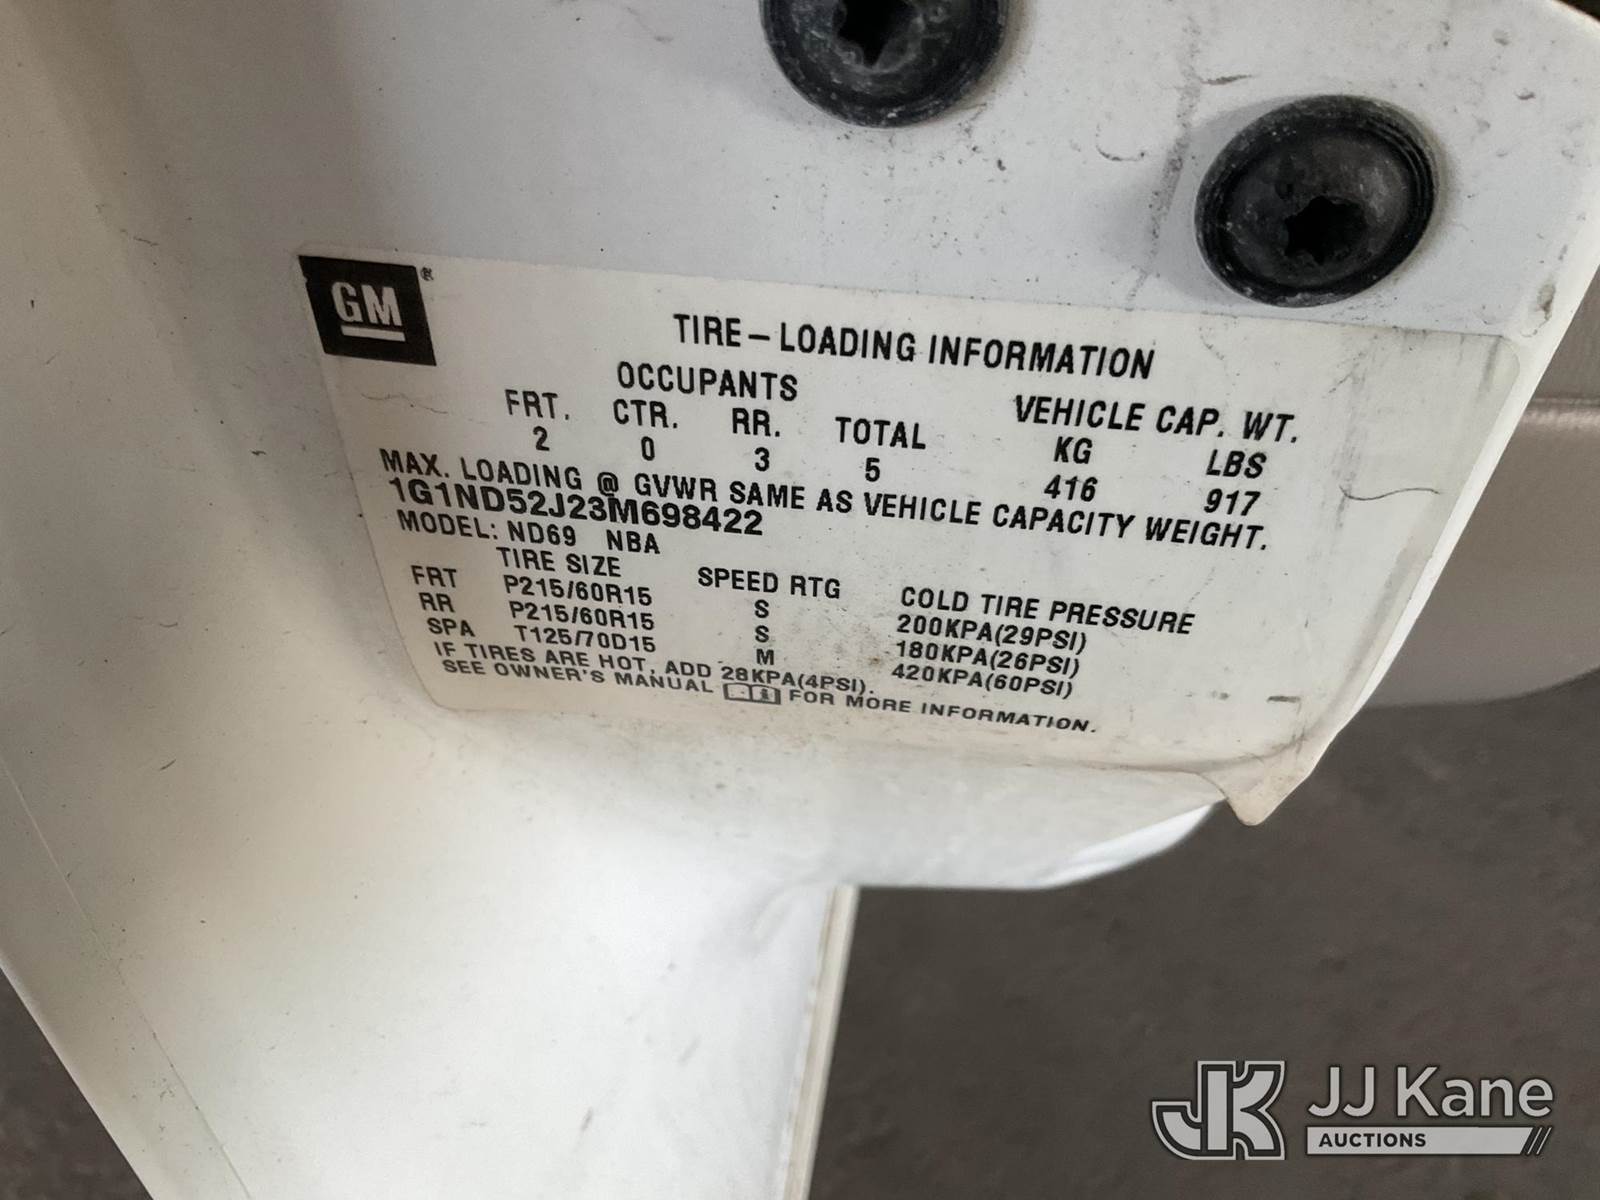 GM®
TIRE – LOADING INFORMATION
OCCUPANTS VEHICLE CAP. WT.
FRT. CTR. RR. TOTAL KG LBS
2 0 3 5 416 917
MAX. LOADING @ GVWR SAME AS VEHICLE CAPACITY WEIGHT.
1G1ND52J23M698422
MODEL: ND69 NBA
TIRE SIZE SPEED RTG COLD TIRE PRESSURE
FRT P215/60R15 S 200KPA(29PSI)
RR P215/60R15 S 180KPA(26PSI)
SPA T125/70D15 M 420KPA(60PSI)
IF TIRES ARE HOT, ADD 28KPA(4PSI).
SEE OWNER'S MANUAL FOR MORE INFORMATION.
JK JJ Kane
AUCTIONS